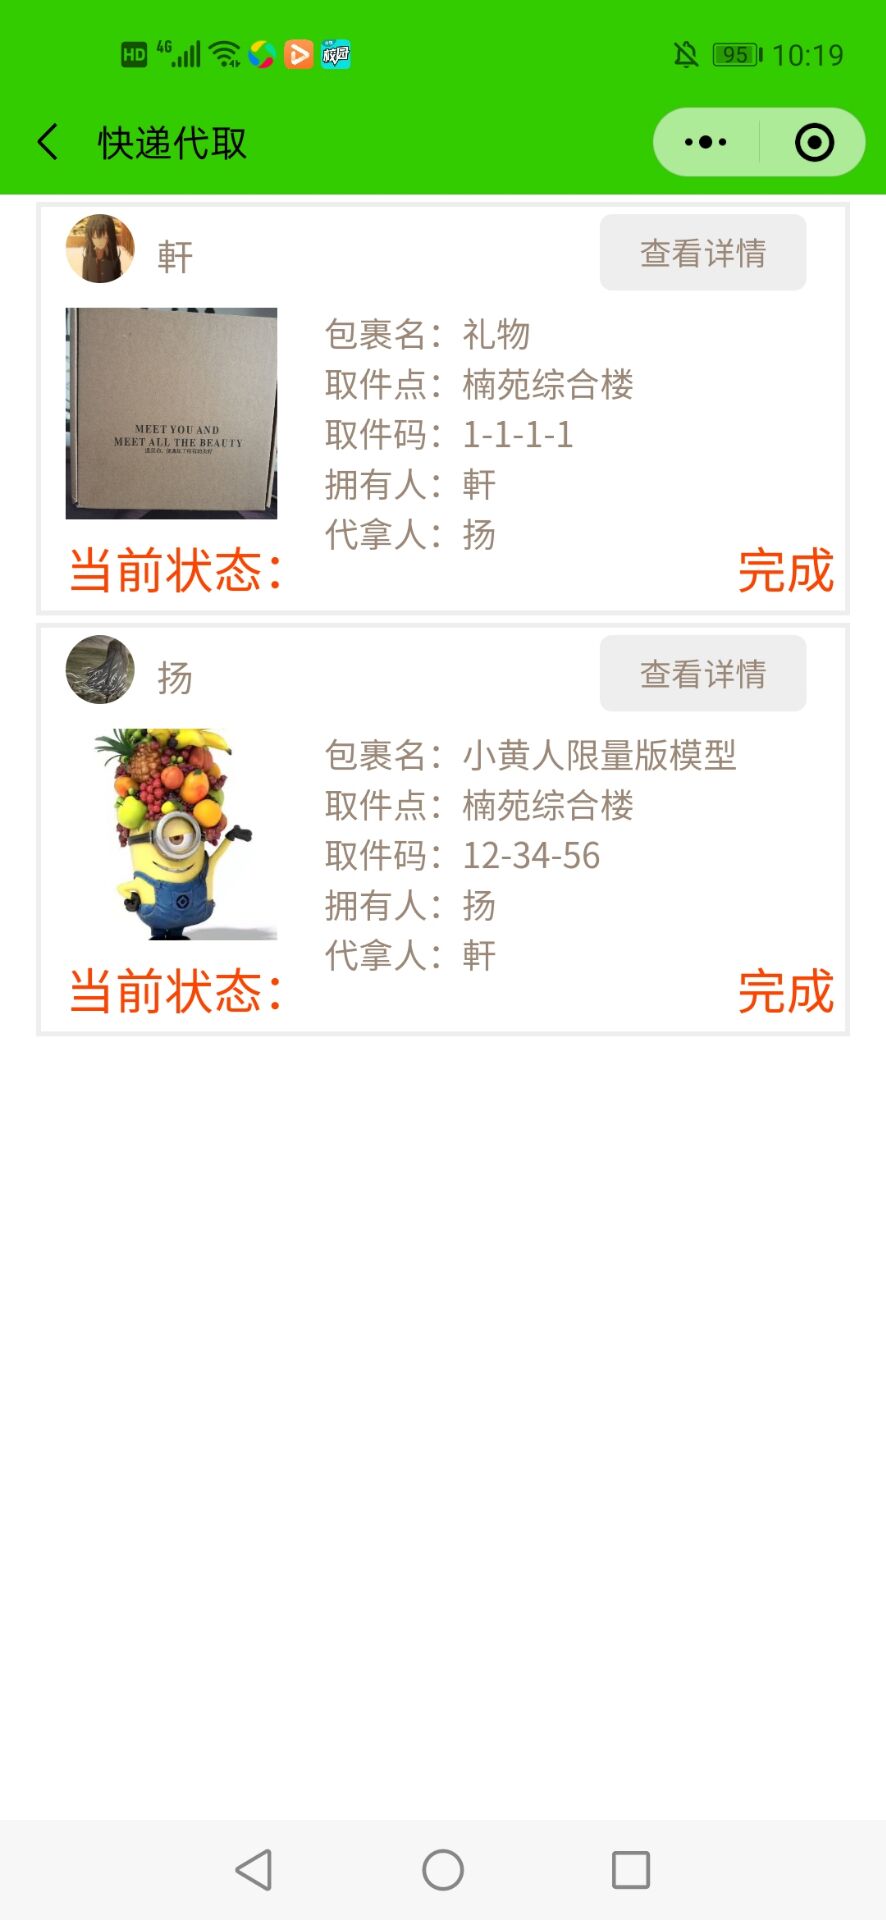 HD 4G 校园 95 10:19
快递代取
軒 查看详情
MEET YOU AND
MEET ALL THE BEAUTY
包裹名：礼物
取件点：楠苑综合楼
取件码：1-1-1-1
拥有人：軒
代拿人：扬
当前状态： 完成
扬 查看详情
包裹名：小黄人限量版模型
取件点：楠苑综合楼
取件码：12-34-56
拥有人：扬
代拿人：軒
当前状态： 完成